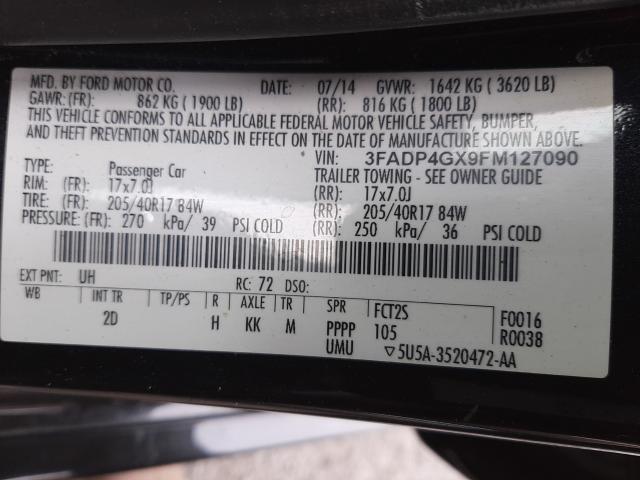 MFD. BY FORD MOTOR CO. DATE: 07/14 GVWR: 1642 KG ( 3620 LB)
GAWR: (FR): 862 KG ( 1900 LB) (RR): 816 KG ( 1800 LB)
THIS VEHICLE CONFORMS TO ALL APPLICABLE FEDERAL MOTOR VEHICLE SAFETY, BUMPER,
AND THEFT PREVENTION STANDARDS IN EFFECT ON THE DATE OF MANUFACTURE SHOWN ABOVE.
VIN: 3FADP4GX9FM127090
TYPE: Passenger Car TRAILER TOWING - SEE OWNER GUIDE
RIM: (FR): 17x7.0J (RR): 17x7.0J
TIRE: (FR): 205/40R17 84W (RR): 205/40R17 84W
PRESSURE: (FR): 270 kPa/ 39 PSI COLD (RR): 250 kPa/ 36 PSI COLD
EXT PNT: UH RC: 72 DSO:
WB INT TR TP/PS R AXLE TR SPR FCT2S F0016
2D H KK M PPPP 105 R0038
UMU ▽5U5A-3520472-AA